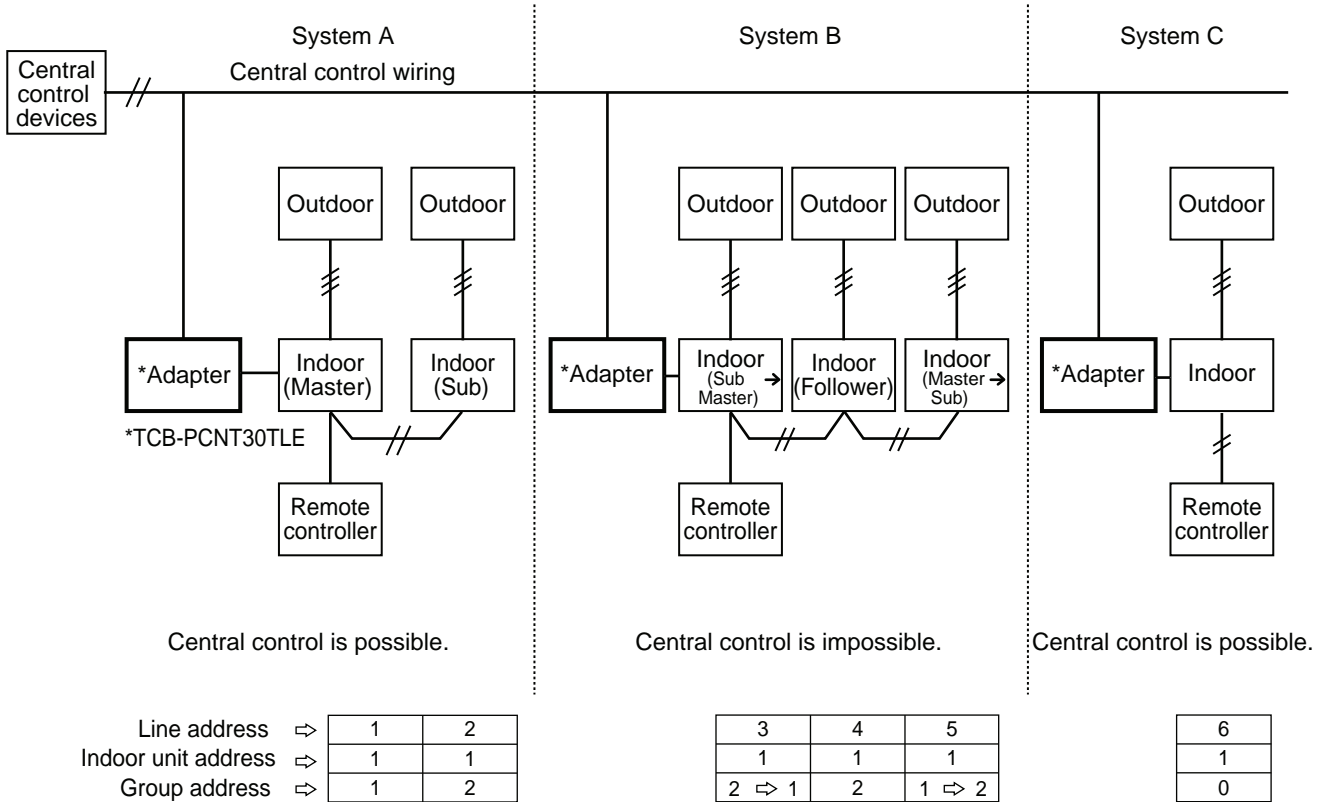 System A
System B
System C
Central
control
devices
Central control wiring
Outdoor
Outdoor
Outdoor
Outdoor
Outdoor
Outdoor
*Adapter
Indoor
(Master)
Indoor
(Sub)
*Adapter
Indoor
(Sub →
Master)
Indoor
(Follower)
Indoor
(Master →
Sub)
*Adapter
Indoor
*TCB-PCNT30TLE
Remote
controller
Remote
controller
Remote
controller
Central control is possible.
Central control is impossible.
Central control is possible.
Line address ⇨ 1 2 3 4 5 6
Indoor unit address ⇨ 1 1 1 1 1 1
Group address ⇨ 1 2 2 ⇨ 1 2 1 ⇨ 2 0